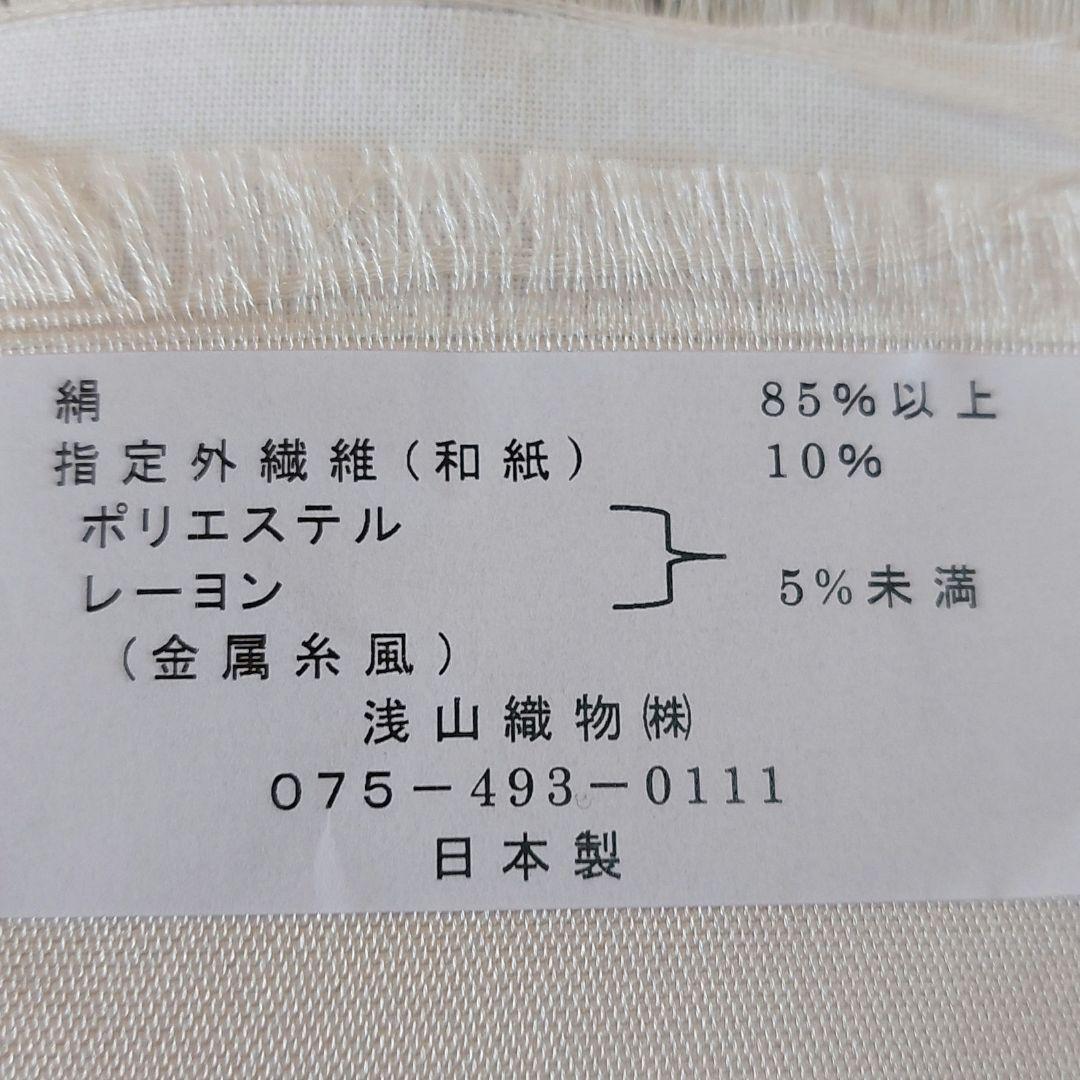 絹 85%以上
指定外繊維(和紙) 10%
ポリエステル
レーヨン 5%未満
(金属糸風)
浅山織物㈱
075-493-0111
日本製